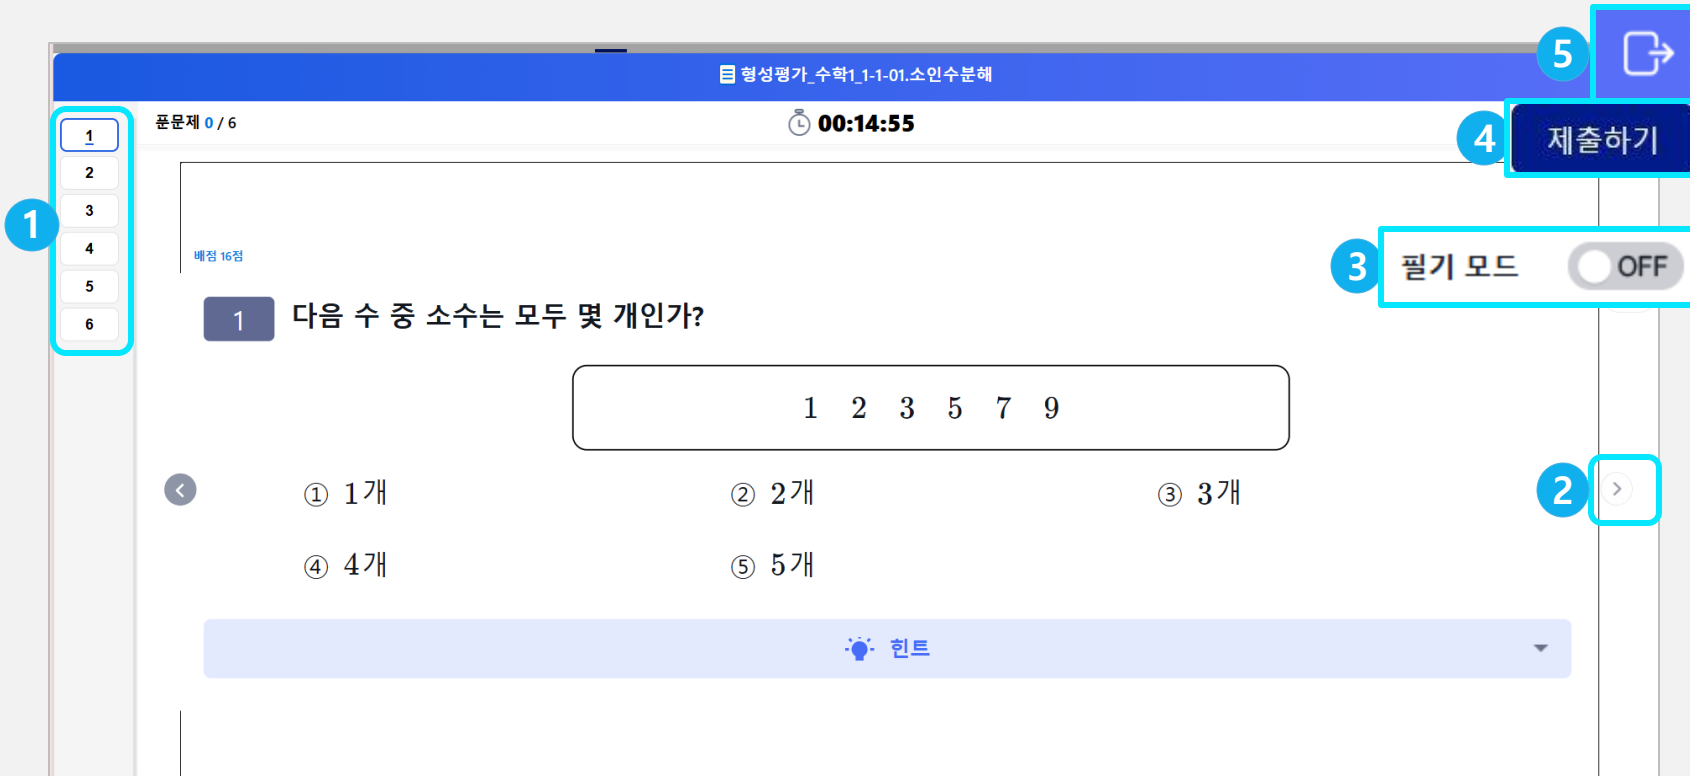 5
형성평가_수학1_1-1-01.소인수분해
푼문제 0 / 6
00:14:55
4 제출하기
1
1
2
3
4
5
6
배점 16점
3 필기 모드 OFF
1 다음 수 중 소수는 모두 몇 개인가?
1 2 3 5 7 9
① 1개 ② 2개 ③ 3개
2
④ 4개 ⑤ 5개
힌트